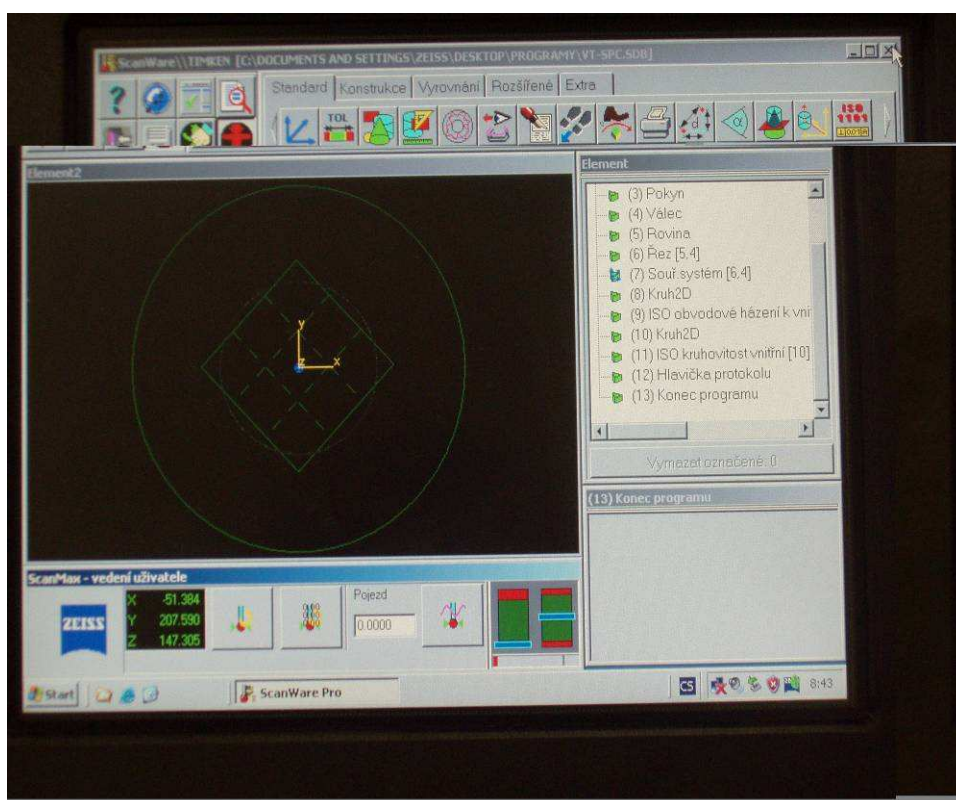 ScanWare\\TIMKEN [C:\DOCUMENTS AND SETTINGS\ZEISS\DESKTOP\PROGRAMY\VT-SPC.SDB]
Standard Konstrukce Vyrovnání Rozšířené Extra
TOL
ISO
1101
Element2
Element
(3) Pokyn
(4) Válec
(5) Rovina
(6) Řez [5,4]
(7) Souř.systém [6,4]
(8) Kruh2D
(9) ISO obvodové házení k vni
(10) Kruh2D
(11) ISO kruhovitost vnitřní [10]
(12) Hlavička protokolu
(13) Konec programu
y
z x
Vymazat označené: 0
(13) Konec programu
ScanMax - vedení uživatele
ZEISS
X -51.384
Y 207.590
Z 147.305
Pojezd
0.0000
Start
ScanWare Pro
CS
8:43